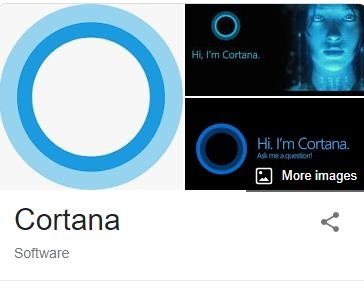 Hi, I'm Cortana.
Hi. I'm Cortana.
Ask me a question!
More images
Cortana
Software